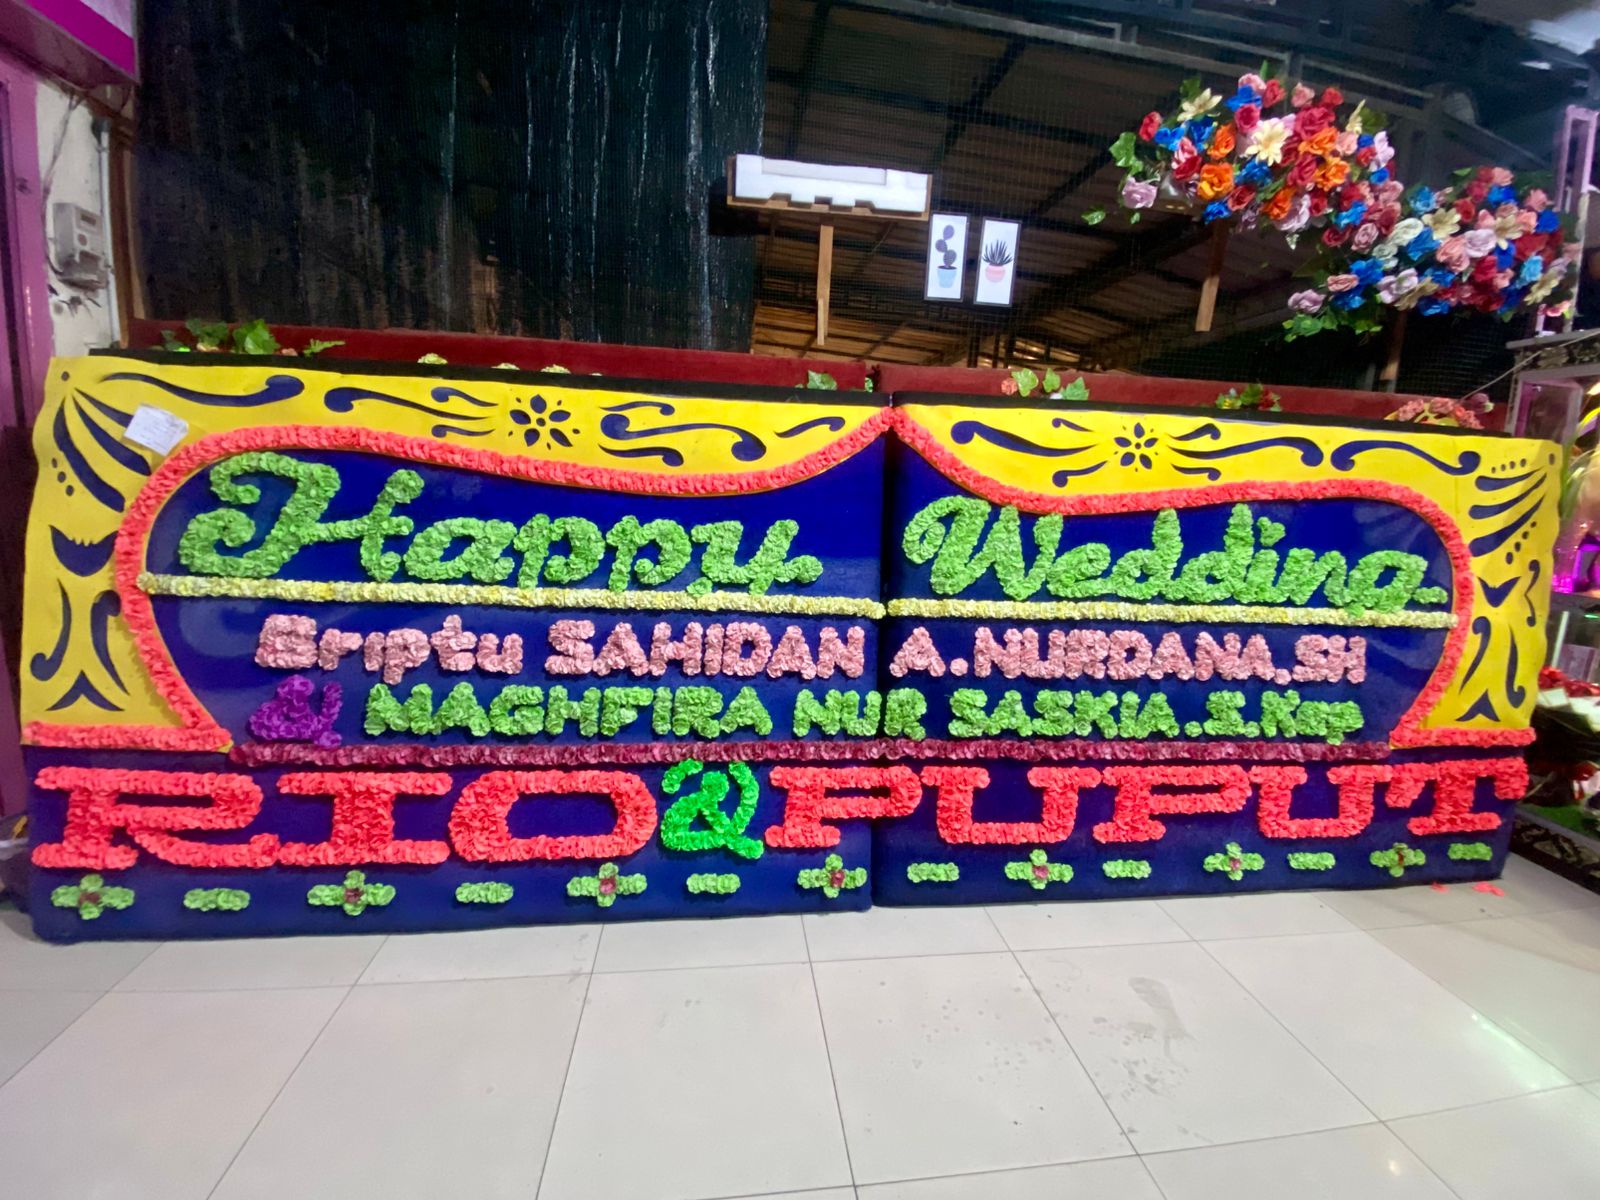 Happy Wedding
Briptu SAHIDAN A.NURDANA.SH
& MAGHFIRA NUR SASKIA.S.Kep
RIO & PUPUT